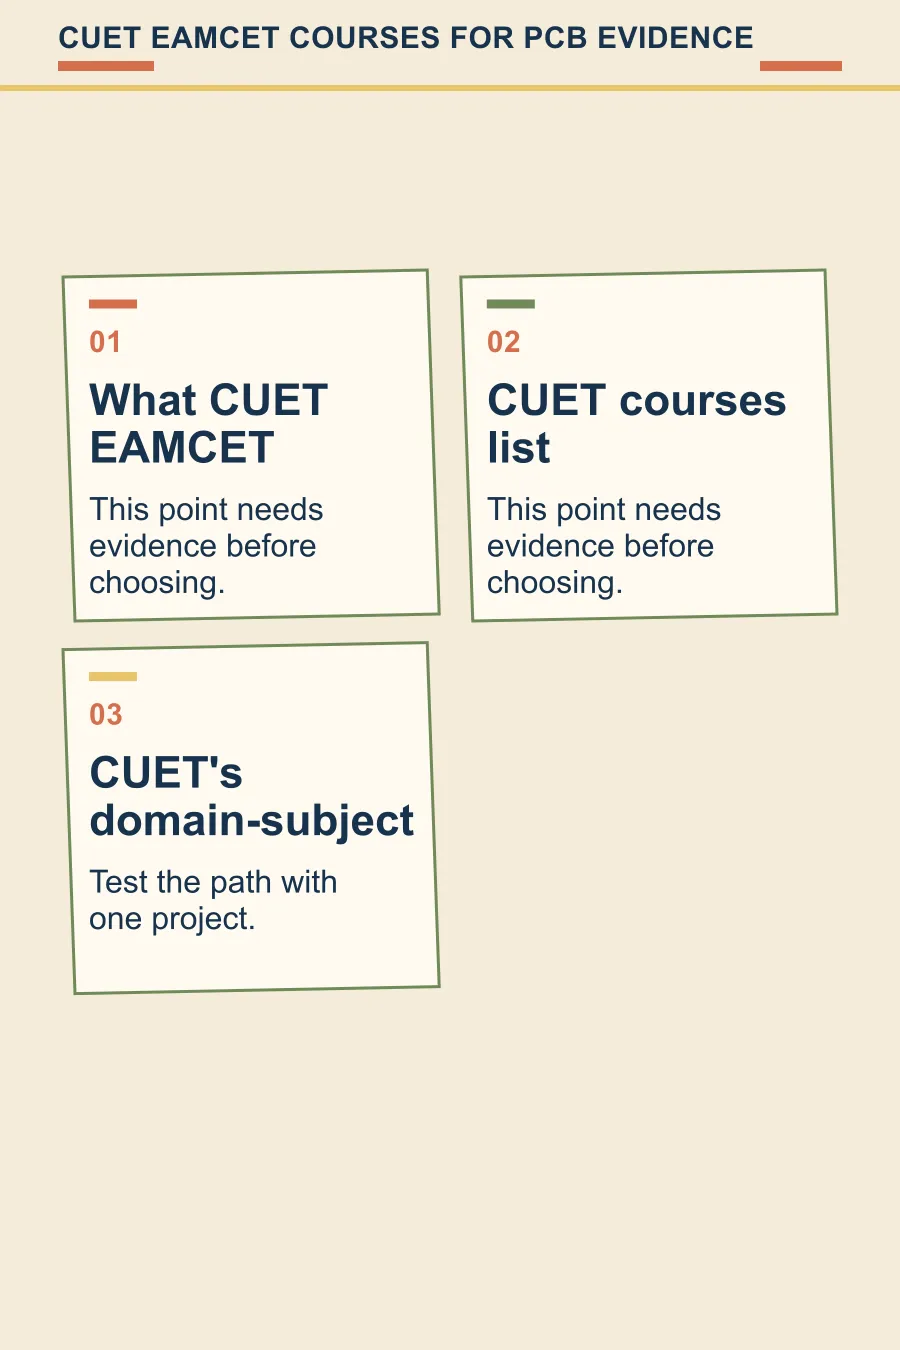 CUET EAMCET COURSES FOR PCB EVIDENCE
01
What CUET
EAMCET
This point needs
evidence before
choosing.
02
CUET courses
list
This point needs
evidence before
choosing.
03
CUET's
domain-subject
Test the path with
one project.